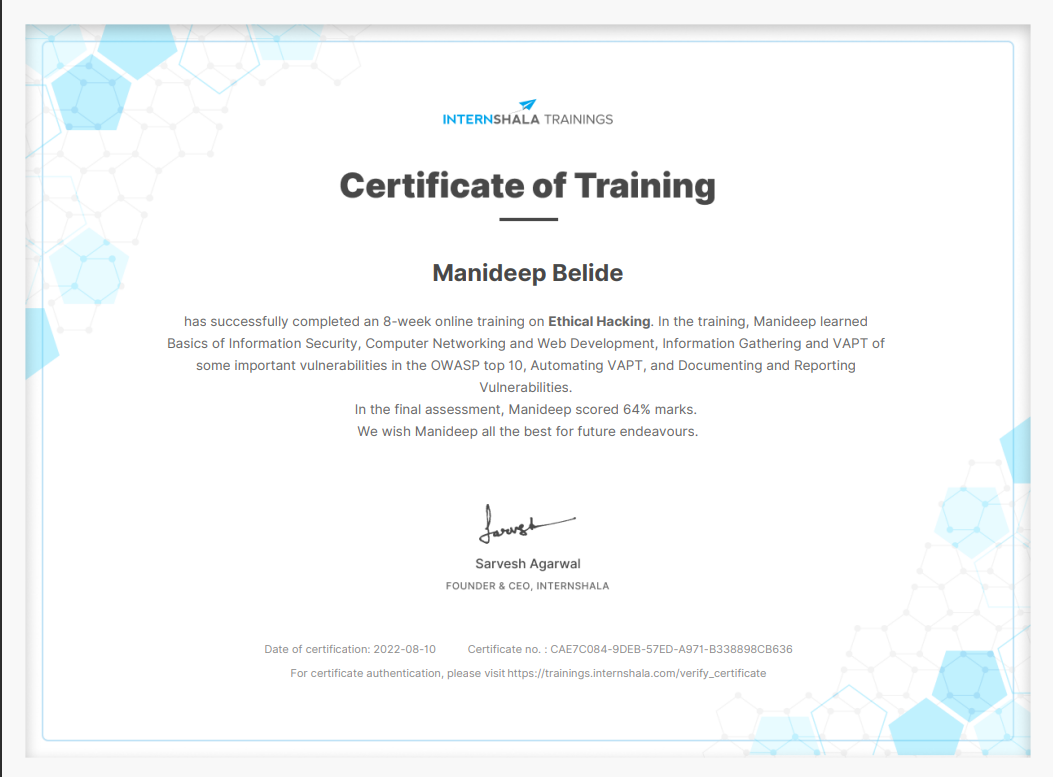 INTERNSHALA TRAININGS
Certificate of Training
Manideep Belide
has successfully completed an 8-week online training on Ethical Hacking. In the training, Manideep learned
Basics of Information Security, Computer Networking and Web Development, Information Gathering and VAPT of
some important vulnerabilities in the OWASP top 10, Automating VAPT, and Documenting and Reporting
Vulnerabilities.
In the final assessment, Manideep scored 64% marks.
We wish Manideep all the best for future endeavours.
Sarvesh
Sarvesh Agarwal
FOUNDER & CEO, INTERNSHALA
Date of certification: 2022-08-10 Certificate no. : CAE7C084-9DEB-57ED-A971-B338898CB636
For certificate authentication, please visit https://trainings.internshala.com/verify_certificate